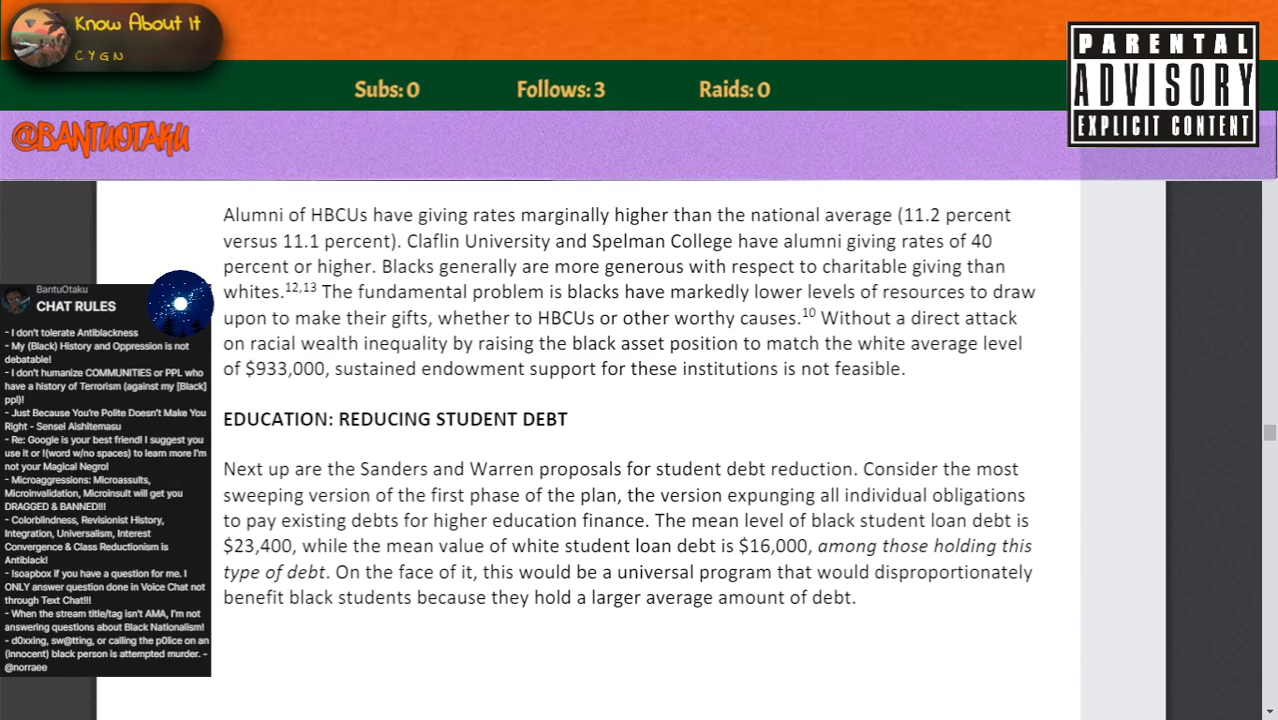 Know About It
CYGN
Subs: 0
Follows: 3
Raids: 0
PARENTAL
ADVISORY
EXPLICIT CONTENT
@BANTUOTAKU
Alumni of HBCUs have giving rates marginally higher than the national average (11.2 percent
versus 11.1 percent). Claflin University and Spelman College have alumni giving rates of 40
percent or higher. Blacks generally are more generous with respect to charitable giving than
whites.12,13 The fundamental problem is blacks have markedly lower levels of resources to draw
upon to make their gifts, whether to HBCUs or other worthy causes.10 Without a direct attack
on racial wealth inequality by raising the black asset position to match the white average level
of $933,000, sustained endowment support for these institutions is not feasible.
EDUCATION: REDUCING STUDENT DEBT
Next up are the Sanders and Warren proposals for student debt reduction. Consider the most
sweeping version of the first phase of the plan, the version expunging all individual obligations
to pay existing debts for higher education finance. The mean level of black student loan debt is
$23,400, while the mean value of white student loan debt is $16,000, among those holding this
type of debt. On the face of it, this would be a universal program that would disproportionately
benefit black students because they hold a larger average amount of debt.
BantuOtaku
CHAT RULES
- I don't tolerate Antiblackness
- My (Black) History and Oppression is not
debatable!
- I don't humanize COMMUNITIES or PPL who
have a history of Terrorism (against my [Black]
ppl)!
- Just Because You're Polite Doesn't Make You
Right - Sensei Aishitemasu
- Re: Google is your best friend! I suggest you
use it or !(word w/no spaces) to learn more I'm
not your Magical Negro!
- Microaggressions: Microassults,
Microinvalidation, Microinsult will get you
DRAGGED & BANNED!!!
- Colorblindness, Revisionist History,
Integration, Universalism, Interest
Convergence & Class Reductionism is
Antiblack!
- !soapbox if you have a question for me. I
ONLY answer question done in Voice Chat not
through Text Chat!!!
- When the stream title/tag isn't AMA, I'm not
answering questions about Black Nationalism!
- d0xxing, sw@tting, or calling the p0lice on an
(innocent) black person is attempted murder. -
@norraee